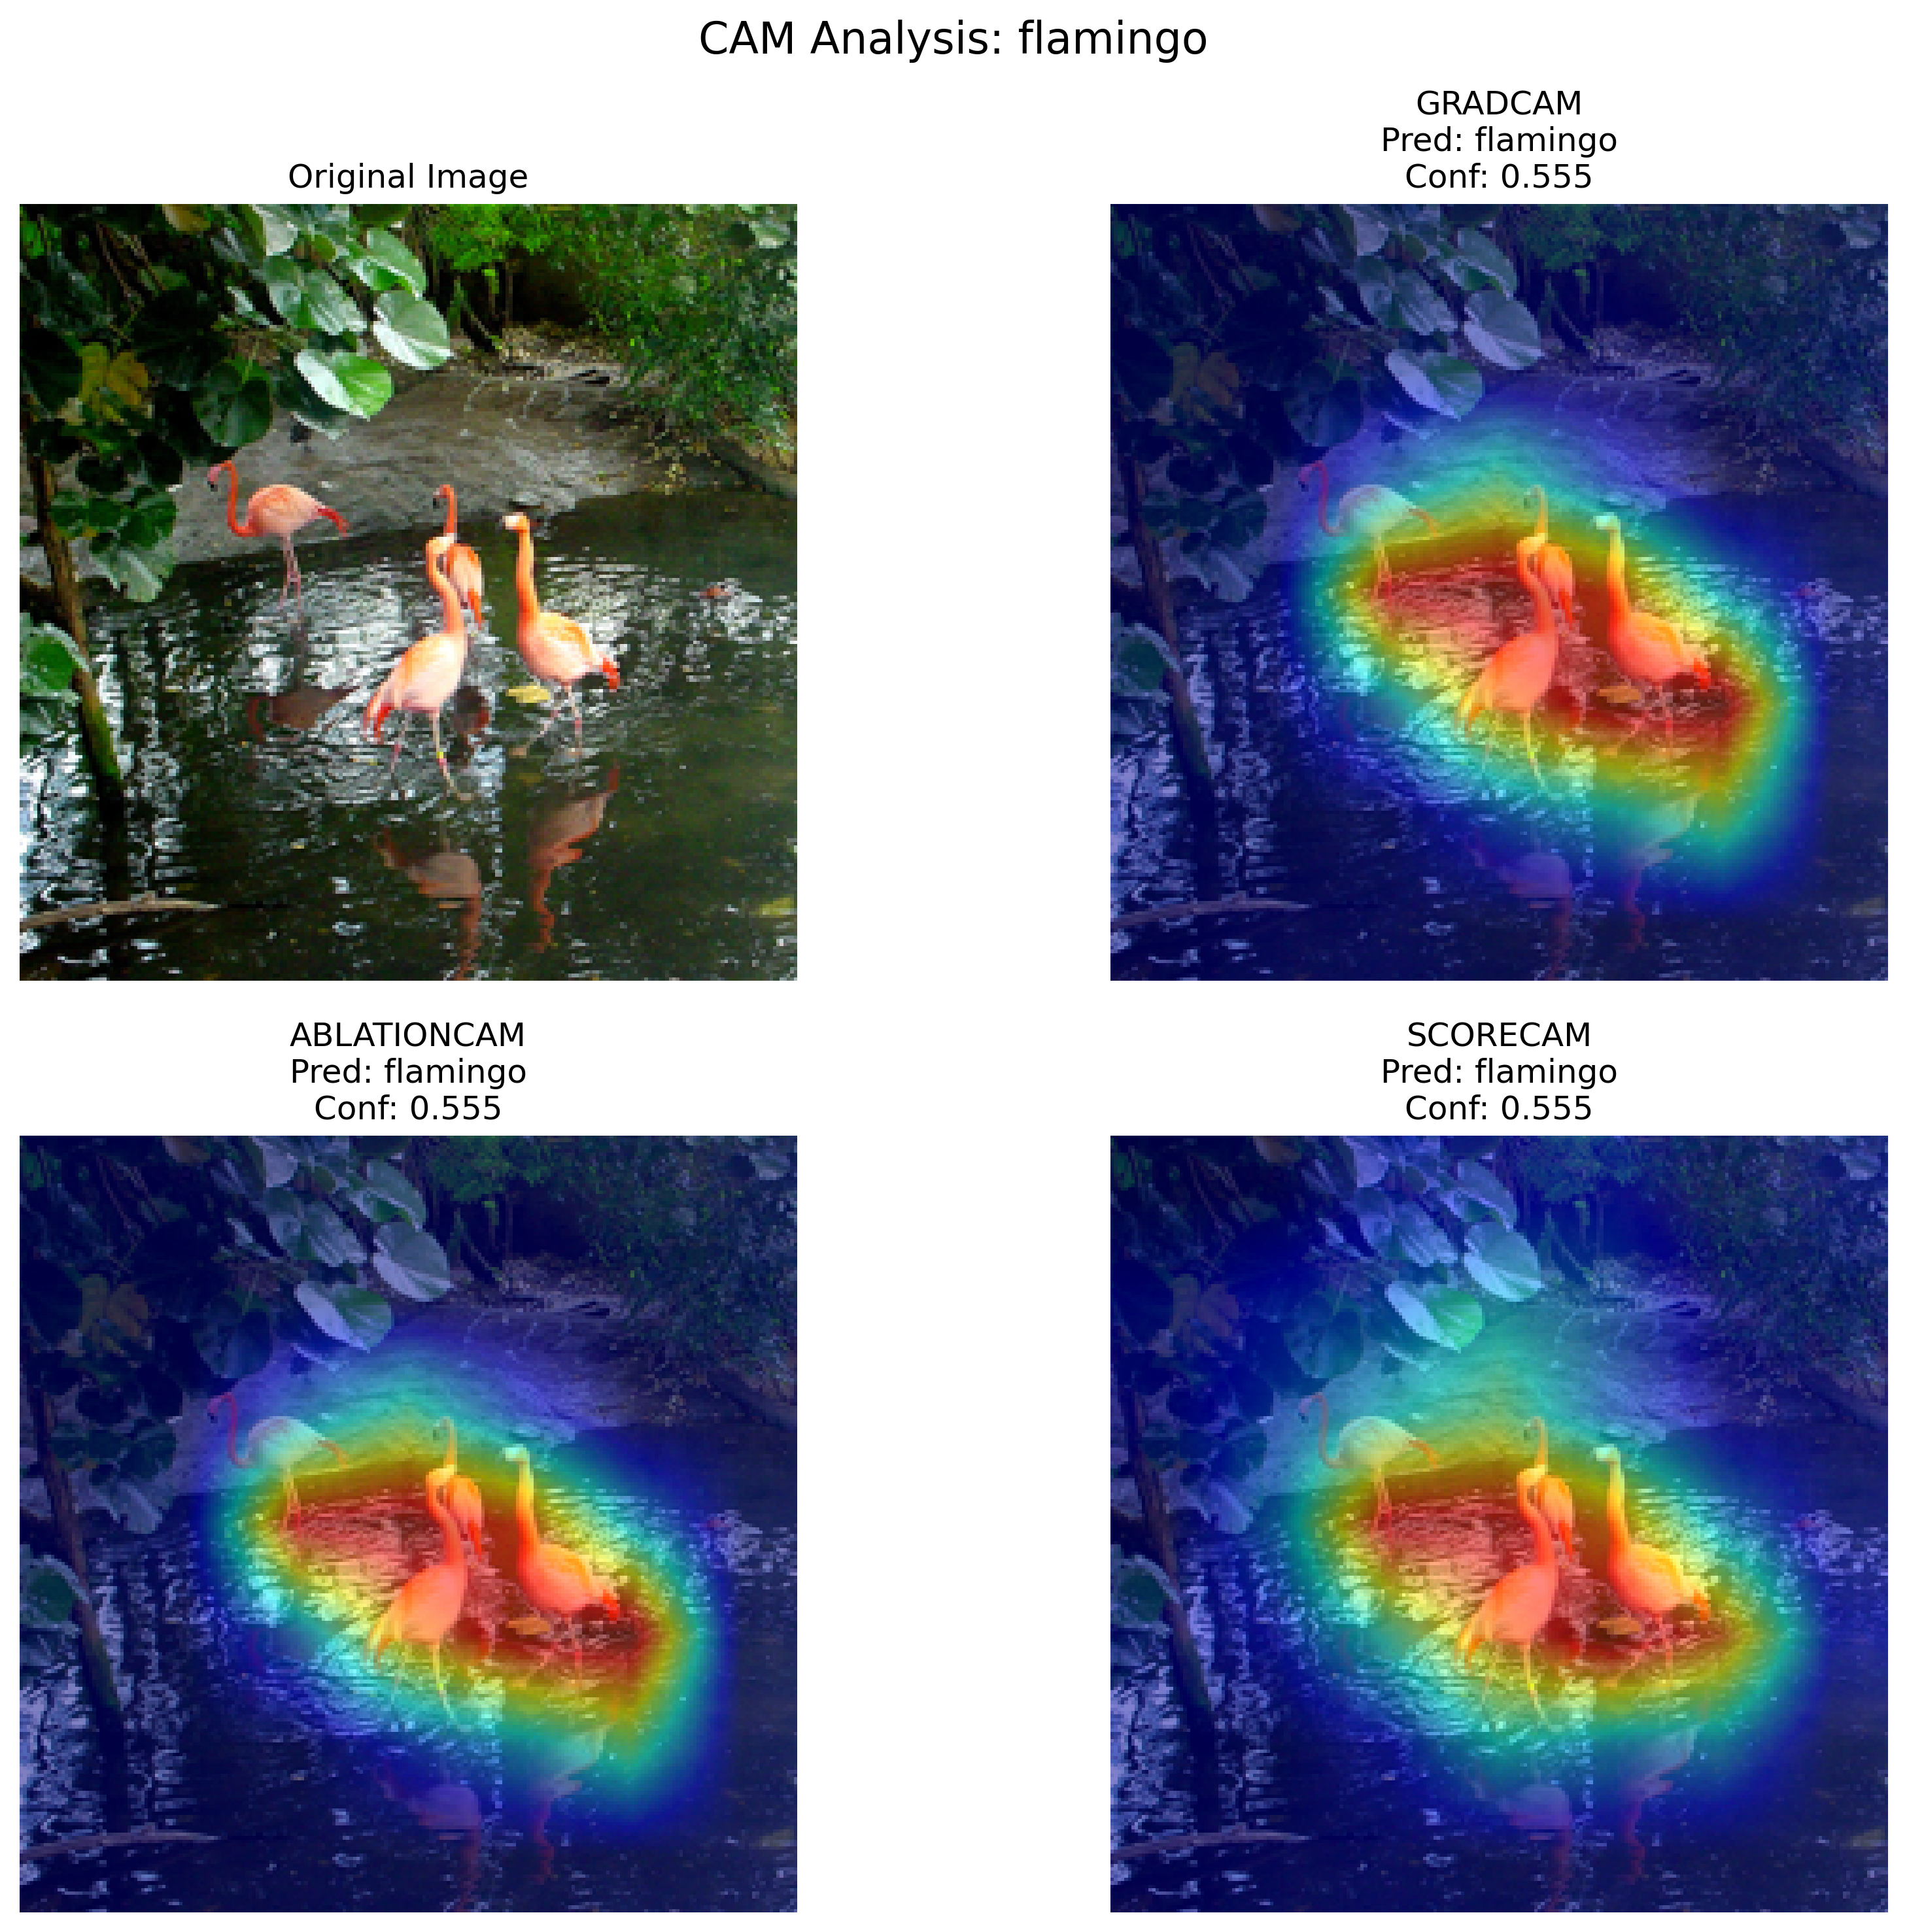 CAM Analysis: flamingo
Original Image
GRADCAM
Pred: flamingo
Conf: 0.555
ABLATIONCAM
Pred: flamingo
Conf: 0.555
SCORECAM
Pred: flamingo
Conf: 0.555